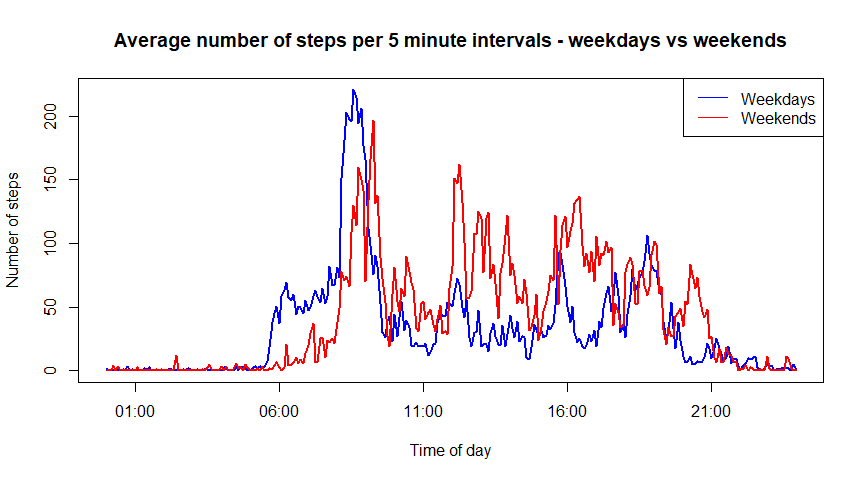 Average number of steps per 5 minute intervals - weekdays vs weekends
Weekdays
Weekends
Number of steps
200
150
100
50
0
01:00 06:00 11:00 16:00 21:00
Time of day